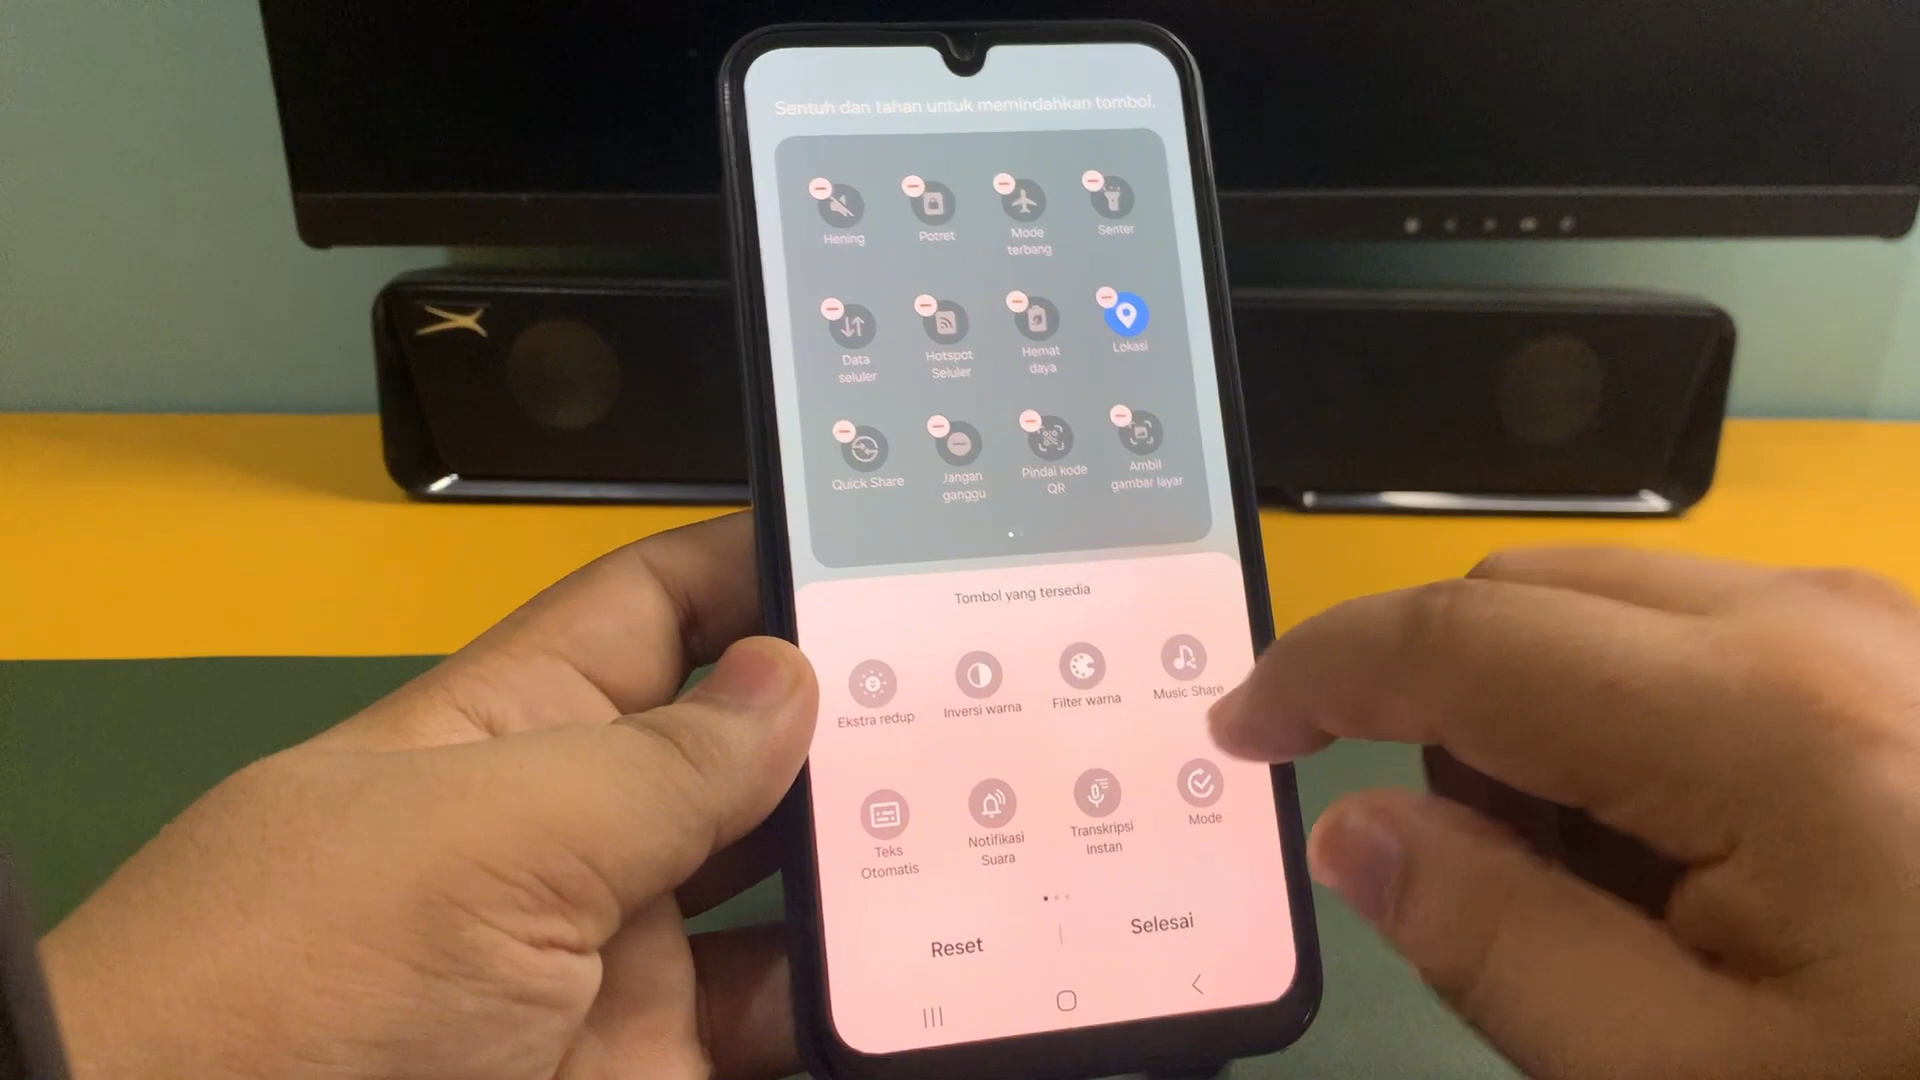 Sentuh dan tahan untuk memindahkan tombol.
Hening
Potret
Mode
terbang
Senter
Data
seluler
Hotspot
Seluler
Hemat
daya
Lokasi
Quick Share
Jangan
ganggu
Pindai kode
QR
Ambil
gambar layar
Tombol yang tersedia
Ekstra redup
Inversi warna
Filter warna
Music Share
Teks
Otomatis
Notifikasi
Suara
Transkripsi
Instan
Mode
Reset
Selesai